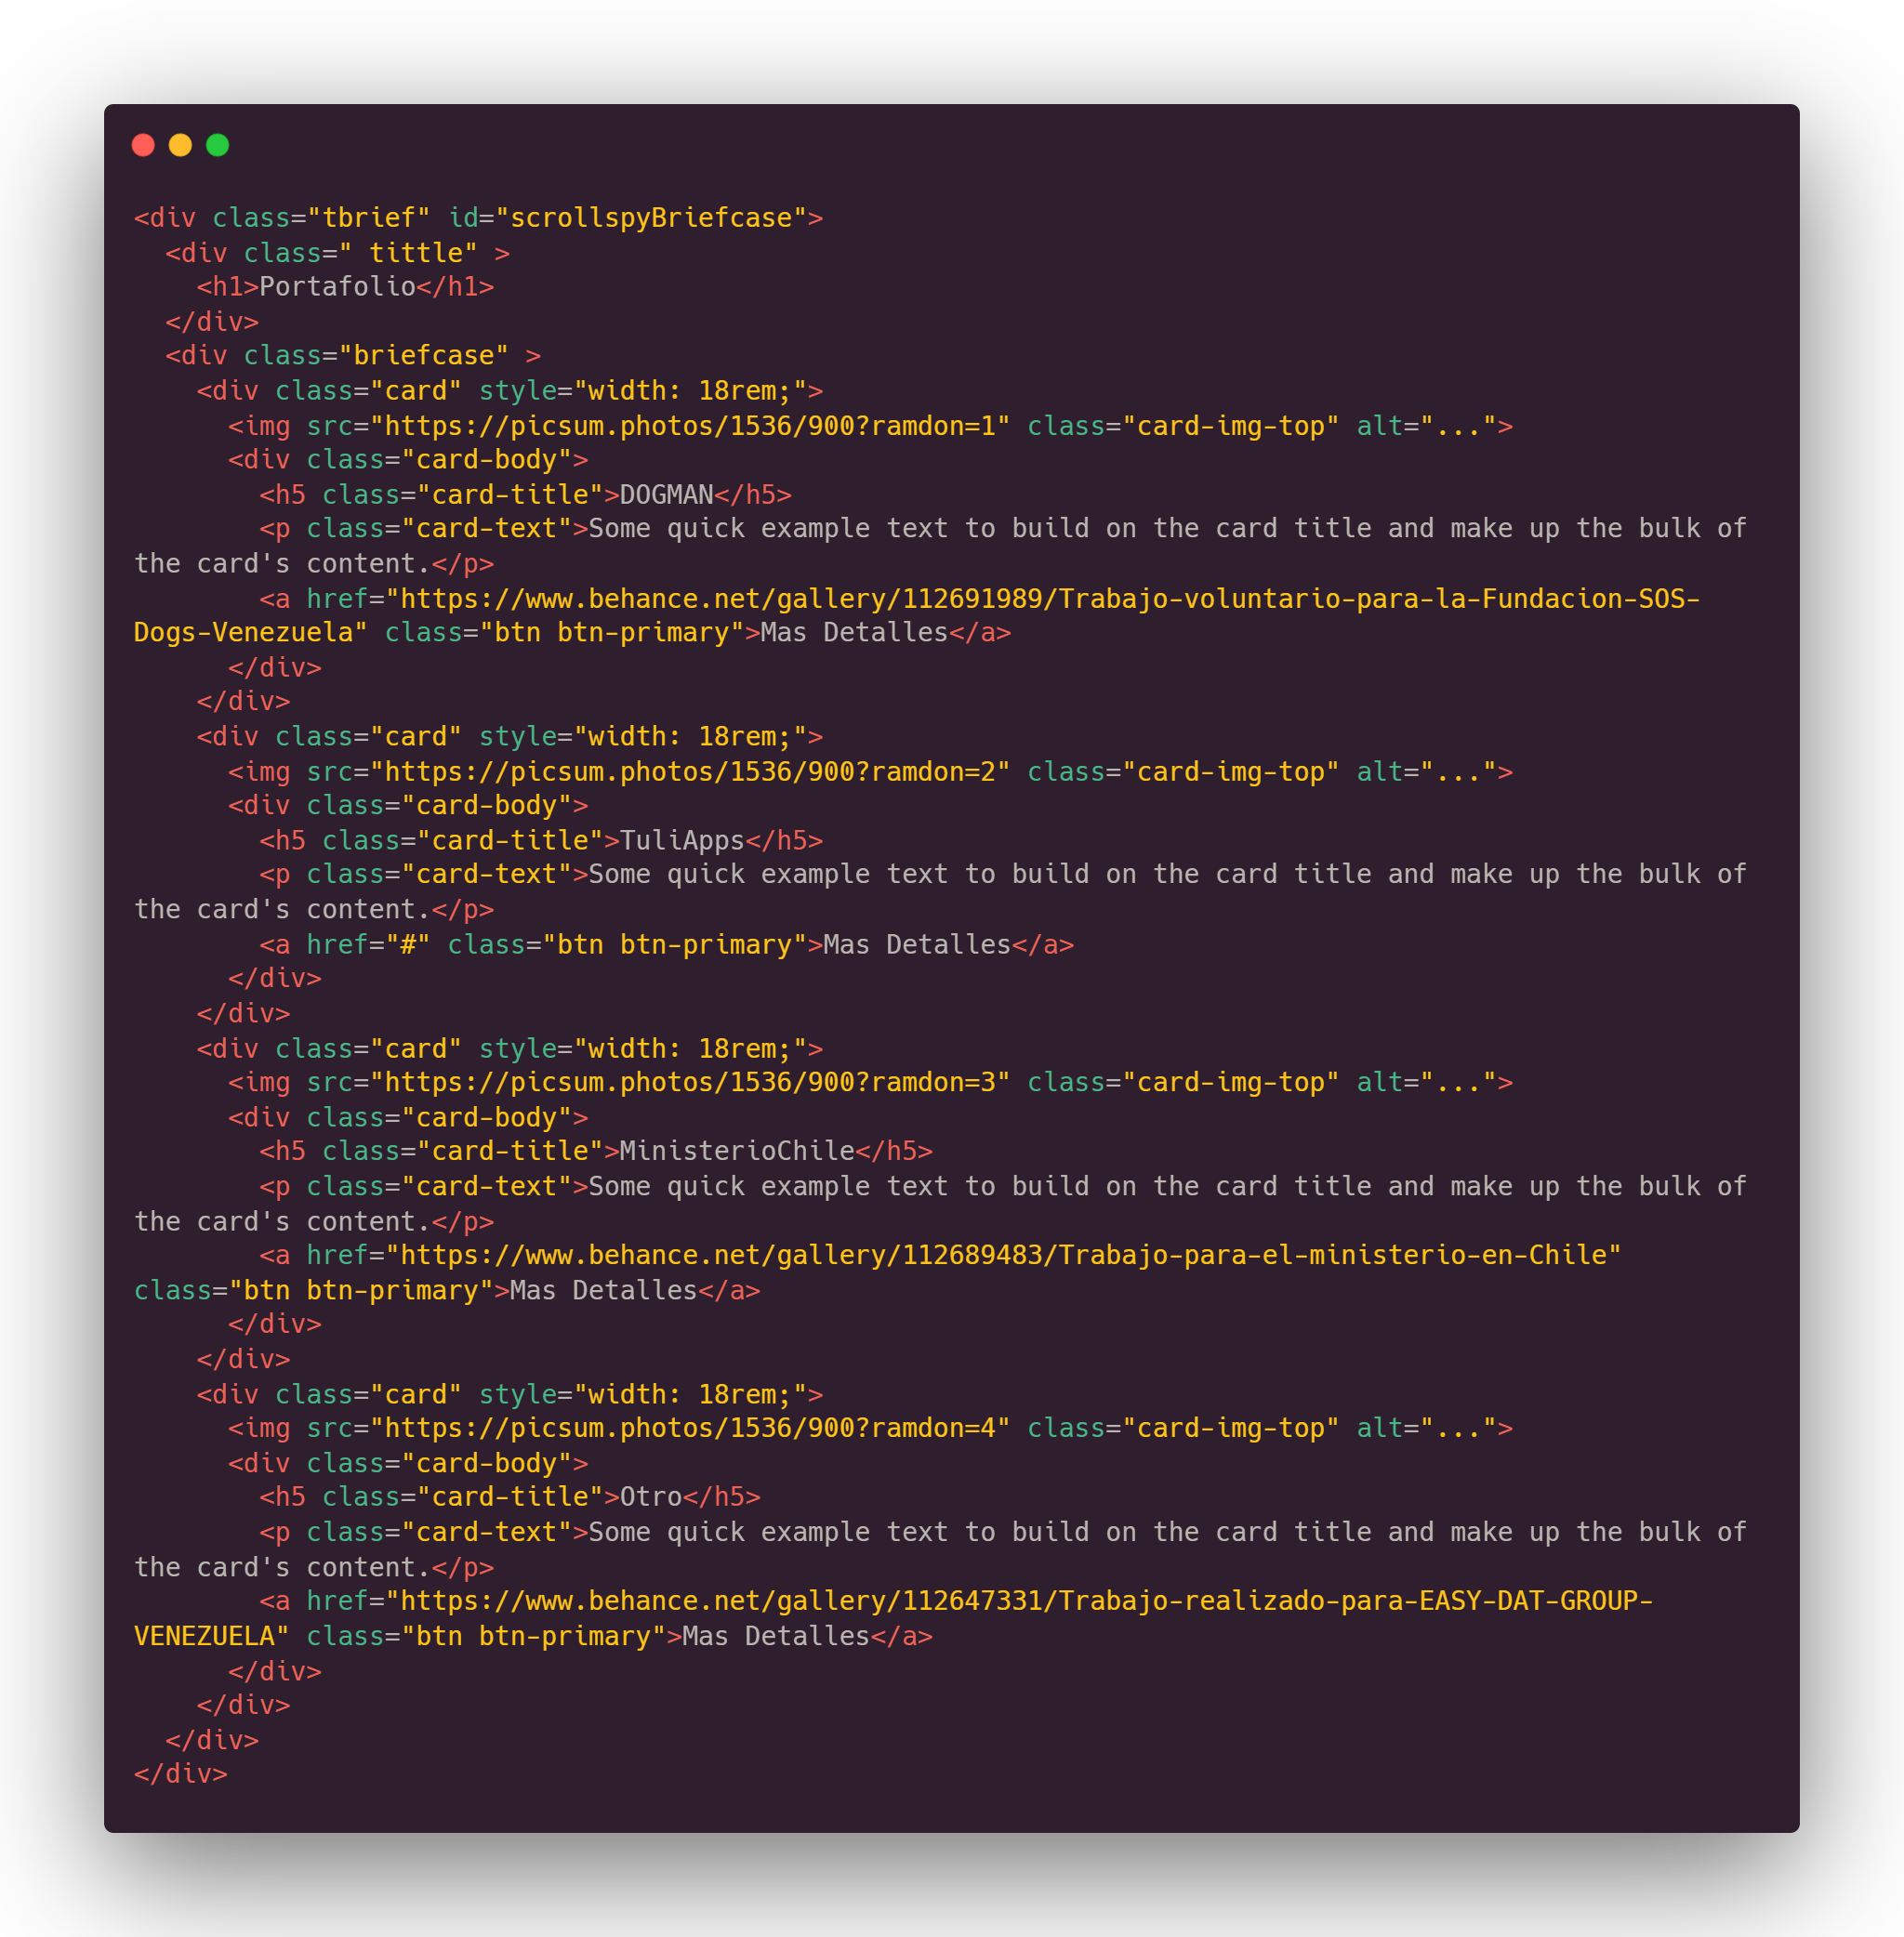 <div class="tbrief" id="scrollspyBriefcase">
  <div class=" tittle" >
    <h1>Portafolio</h1>
  </div>
  <div class="briefcase" >
    <div class="card" style="width: 18rem;">
      <img src="https://picsum.photos/1536/900?ramdon=1" class="card-img-top" alt="...">
      <div class="card-body">
        <h5 class="card-title">DOGMAN</h5>
        <p class="card-text">Some quick example text to build on the card title and make up the bulk of
the card's content.</p>
        <a href="https://www.behance.net/gallery/112691989/Trabajo-voluntario-para-la-Fundacion-SOS-
Dogs-Venezuela" class="btn btn-primary">Mas Detalles</a>
      </div>
    </div>
    <div class="card" style="width: 18rem;">
      <img src="https://picsum.photos/1536/900?ramdon=2" class="card-img-top" alt="...">
      <div class="card-body">
        <h5 class="card-title">TuliApps</h5>
        <p class="card-text">Some quick example text to build on the card title and make up the bulk of
the card's content.</p>
        <a href="#" class="btn btn-primary">Mas Detalles</a>
      </div>
    </div>
    <div class="card" style="width: 18rem;">
      <img src="https://picsum.photos/1536/900?ramdon=3" class="card-img-top" alt="...">
      <div class="card-body">
        <h5 class="card-title">MinisterioChile</h5>
        <p class="card-text">Some quick example text to build on the card title and make up the bulk of
the card's content.</p>
        <a href="https://www.behance.net/gallery/112689483/Trabajo-para-el-ministerio-en-Chile"
class="btn btn-primary">Mas Detalles</a>
      </div>
    </div>
    <div class="card" style="width: 18rem;">
      <img src="https://picsum.photos/1536/900?ramdon=4" class="card-img-top" alt="...">
      <div class="card-body">
        <h5 class="card-title">Otro</h5>
        <p class="card-text">Some quick example text to build on the card title and make up the bulk of
the card's content.</p>
        <a href="https://www.behance.net/gallery/112647331/Trabajo-realizado-para-EASY-DAT-GROUP-
VENEZUELA" class="btn btn-primary">Mas Detalles</a>
      </div>
    </div>
  </div>
</div>